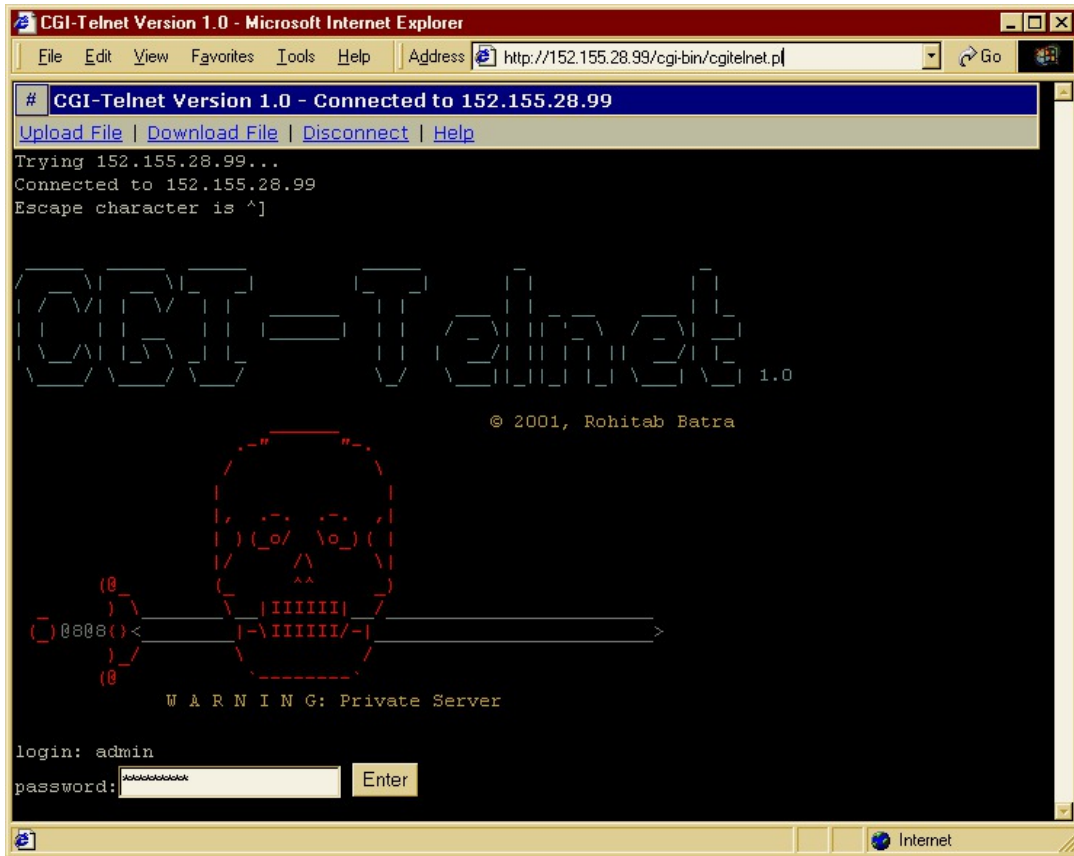 CGI-Telnet Version 1.0 - Microsoft Internet Explorer
File Edit View Favorites Tools Help Address http://152.155.28.99/cgi-bin/cgitelnet.pl Go
# CGI-Telnet Version 1.0 - Connected to 152.155.28.99
Upload File | Download File | Disconnect | Help
Trying 152.155.28.99...
Connected to 152.155.28.99
Escape character is ^]
CGI-Telnet 1.0
© 2001, Rohitab Batra
W A R N I N G: Private Server
login: admin
password: ********** Enter
Internet